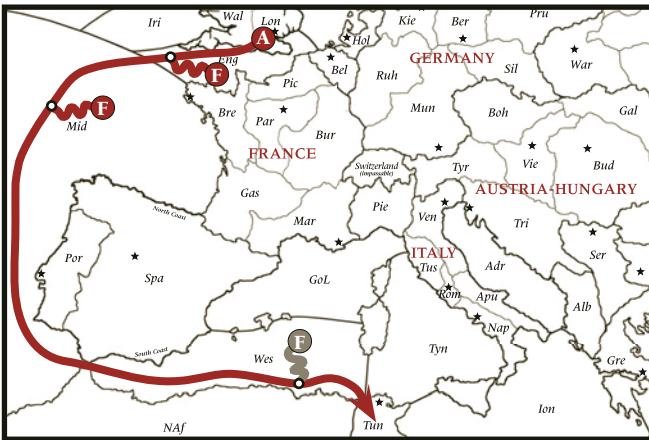 Iri
Wal
Lon
Kie
Ber
Pru
A
Hol
Eng
F
Bel
GERMANY
War
Ruh
Sil
Pic
F
Mid
Bre
Par
Mun
Boh
Gal
Bur
FRANCE
Switzerland
(impassable)
Tyr
Vie
Bud
AUSTRIA-HUNGARY
Gas
North Coast
Mar
Pie
Ven
Tri
Por
Spa
ITALY
Ser
GoL
Tus
Adr
Rom
Apu
Alb
Nap
F
South Coast
Wes
Tyn
Gre
Ion
NAf
Tun